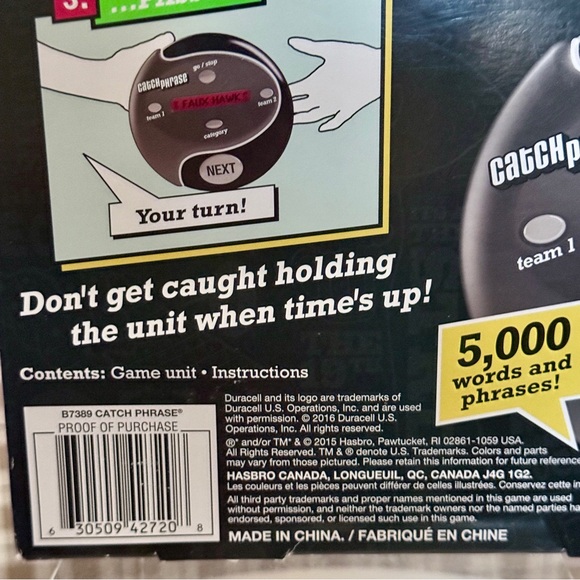 3.
go / stop
CATCHPHRASE
team 1
team 2
category
NEXT
Your turn!
Don't get caught holding
the unit when time's up!
team 1
5,000
words and
phrases!
Contents: Game unit • Instructions
B7389 CATCH PHRASE®
PROOF OF PURCHASE
6 30509 42720 8
Duracell and its logo are trademarks of
Duracell U.S. Operations, Inc. and are used
with permission. © 2016 Duracell U.S.
Operations, Inc. All rights reserved.
®* and/or TM* & © 2015 Hasbro, Pawtucket, RI 02861-1059 USA.
All Rights Reserved. TM & ® denote U.S. Trademarks. Colors and parts
may vary from those pictured. Please retain this information for future reference
HASBRO CANADA, LONGUEUIL, QC, CANADA J4G 1G2.
Les couleurs et les pièces peuvent différer de celles illustrées. Conservez cette
All third party trademarks and proper names mentioned in this game are used
without permission, and neither the trademark owners nor the named parties
endorsed, sponsored, or licensed such use in this game.
MADE IN CHINA. / FABRIQUÉ EN CHINE